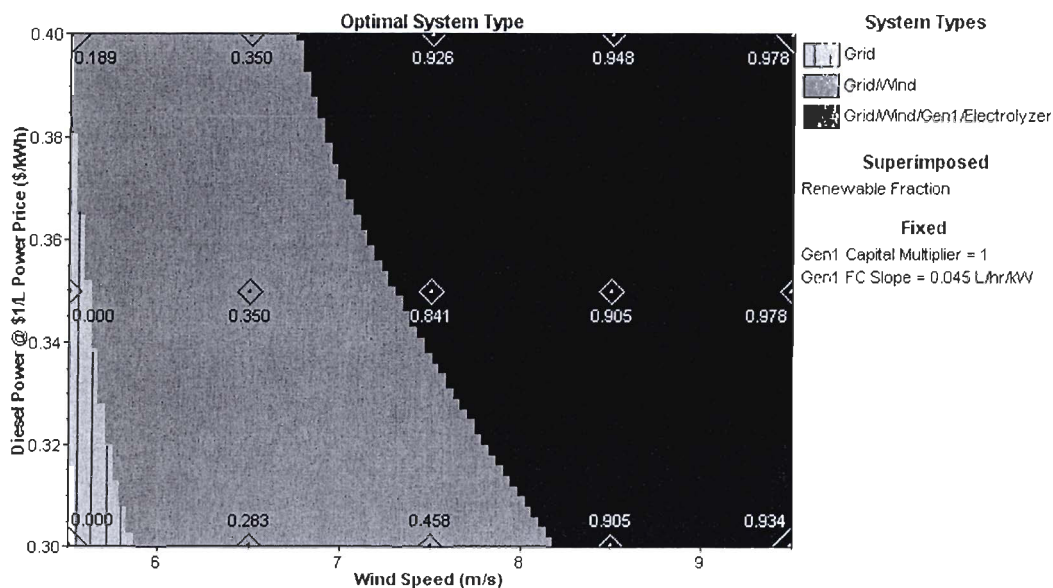 Optimal System Type
System Types
Grid
Grid/Wind
Grid/Wind/Gen1/Electrolyzer
Superimposed
Renewable Fraction
Fixed
Gen1 Capital Multiplier = 1
Gen1 FC Slope = 0.045 L/hr/kW
Diesel Power @ $1/L Power Price ($/kWh)
0.40
0.38
0.36
0.34
0.32
0.30
0.189 0.350 0.926 0.948 0.978
0.000 0.350 0.841 0.905 0.978
0.000 0.283 0.458 0.905 0.934
6 7 8 9
Wind Speed (m/s)